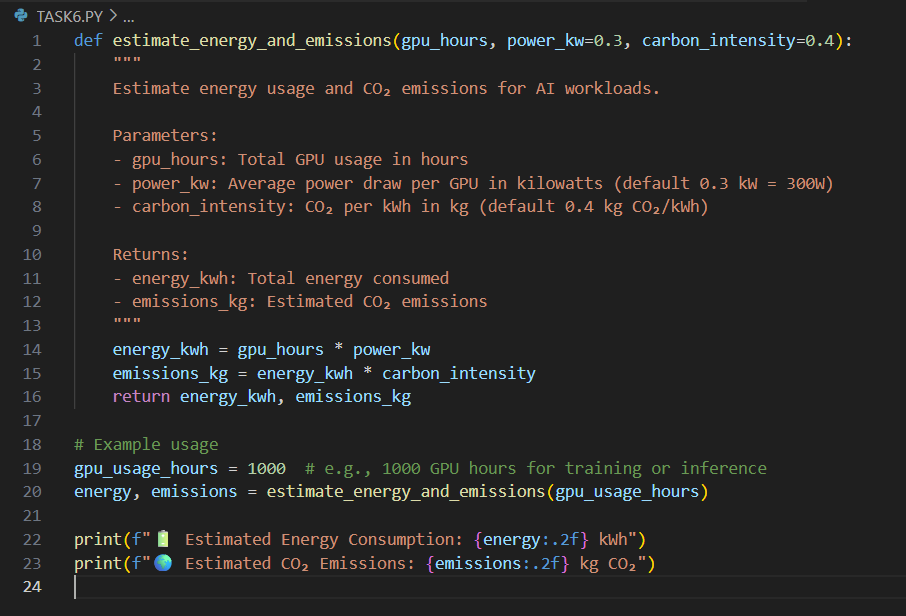 TASK6.PY > ...
1 def estimate_energy_and_emissions(gpu_hours, power_kw=0.3, carbon_intensity=0.4):
2     """
3     Estimate energy usage and CO₂ emissions for AI workloads.
4
5     Parameters:
6     - gpu_hours: Total GPU usage in hours
7     - power_kw: Average power draw per GPU in kilowatts (default 0.3 kW = 300W)
8     - carbon_intensity: CO₂ per kWh in kg (default 0.4 kg CO₂/kWh)
9
10     Returns:
11     - energy_kwh: Total energy consumed
12     - emissions_kg: Estimated CO₂ emissions
13     """
14     energy_kwh = gpu_hours * power_kw
15     emissions_kg = energy_kwh * carbon_intensity
16     return energy_kwh, emissions_kg
17
18 # Example usage
19 gpu_usage_hours = 1000  # e.g., 1000 GPU hours for training or inference
20 energy, emissions = estimate_energy_and_emissions(gpu_usage_hours)
21
22 print(f"🔋 Estimated Energy Consumption: {energy:.2f} kWh")
23 print(f"🌍 Estimated CO₂ Emissions: {emissions:.2f} kg CO₂")
24